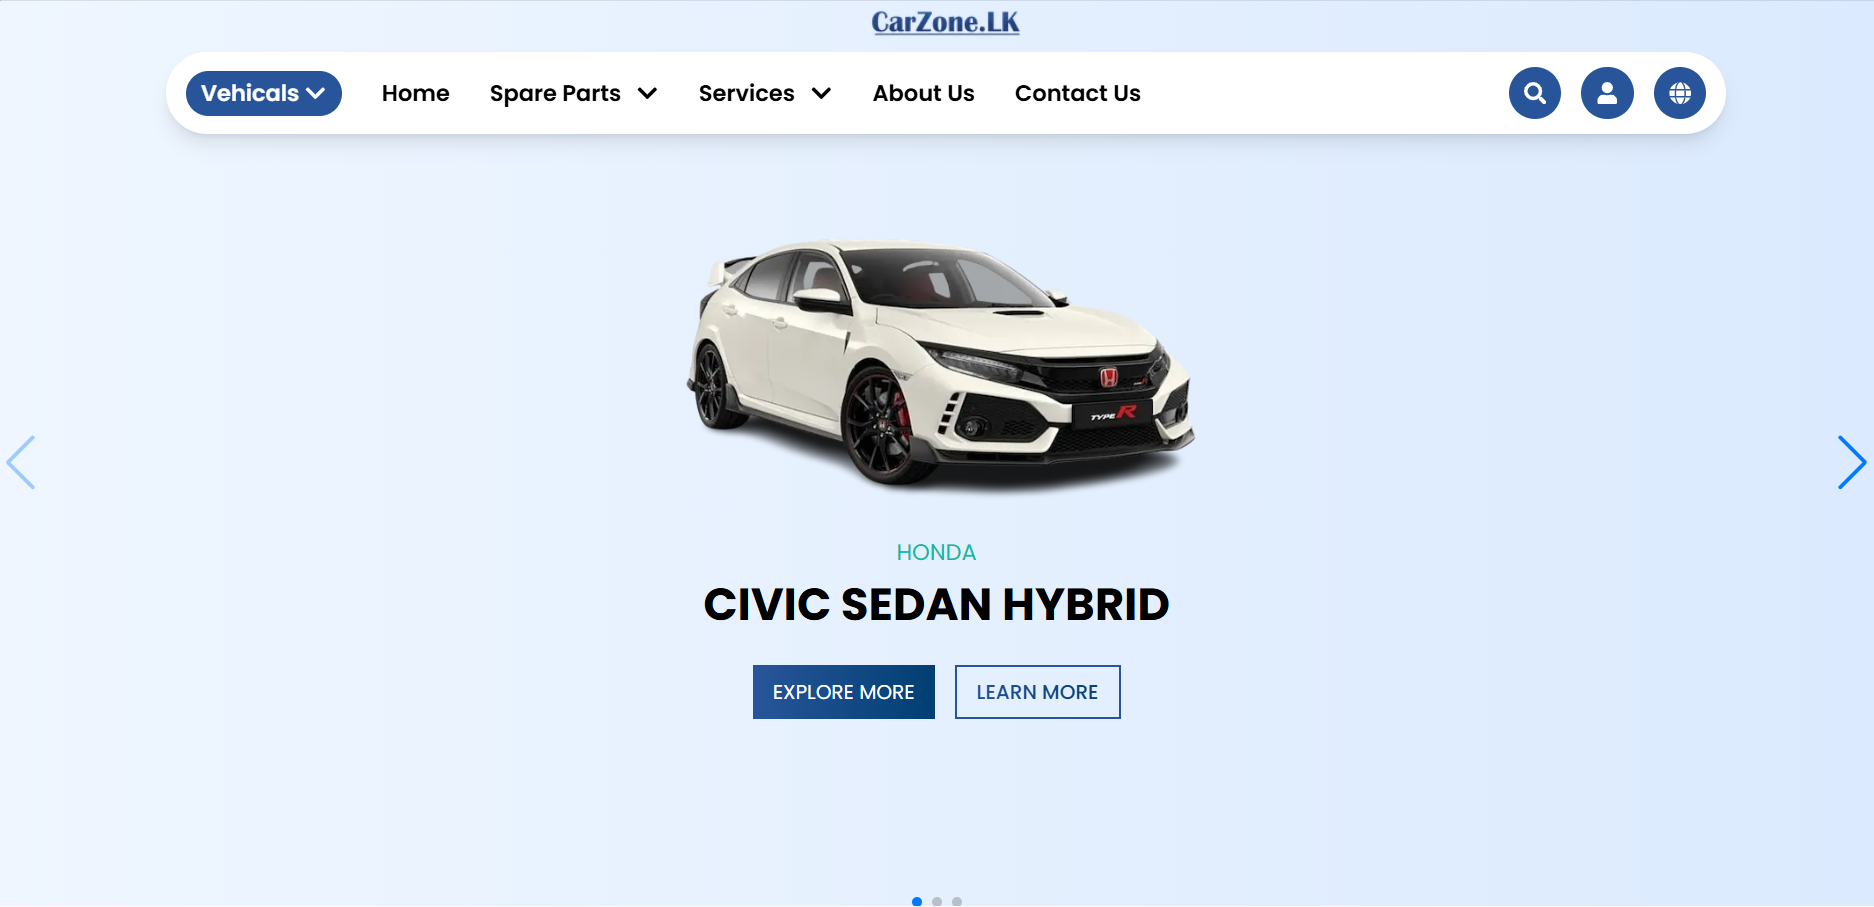 CarZone.LK
Vehicals Home Spare Parts Services About Us Contact Us
TYPE R
HONDA
CIVIC SEDAN HYBRID
EXPLORE MORE LEARN MORE